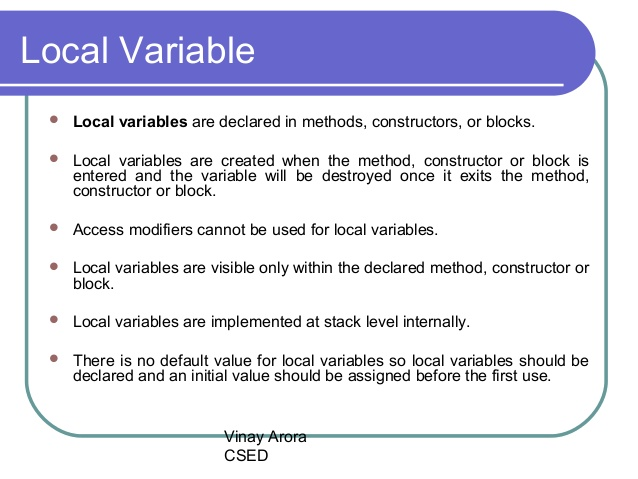 Local Variable
Local variables are declared in methods, constructors, or blocks.
Local variables are created when the method, constructor or block is
entered and the variable will be destroyed once it exits the method,
constructor or block.
Access modifiers cannot be used for local variables.
Local variables are visible only within the declared method, constructor or
block.
Local variables are implemented at stack level internally.
There is no default value for local variables so local variables should be
declared and an initial value should be assigned before the first use.
Vinay Arora
CSED